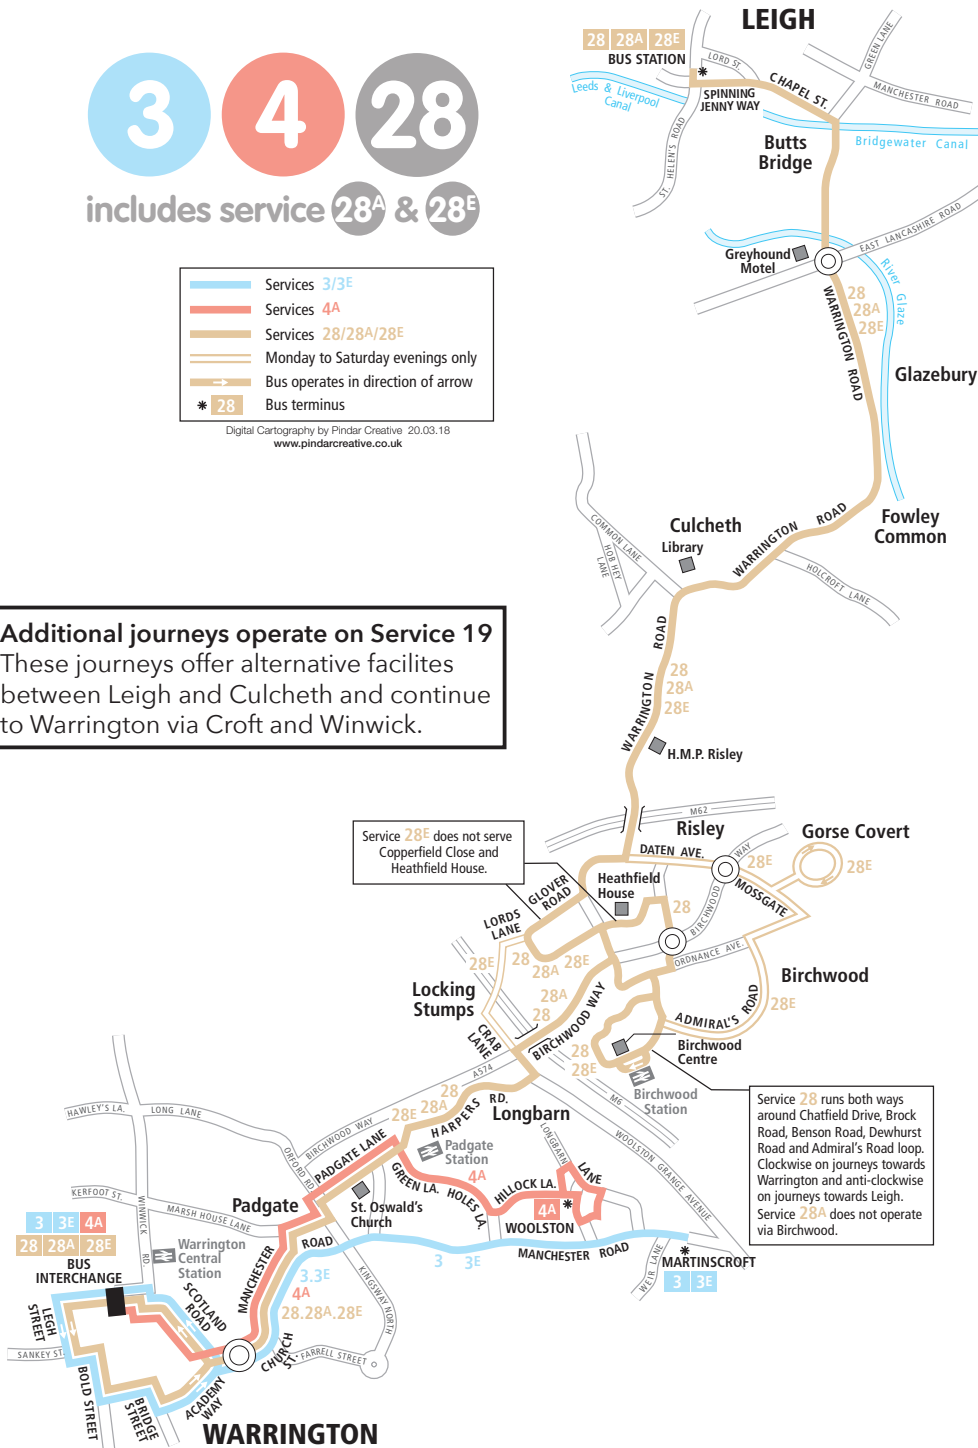 LEIGH
28 28A 28E
BUS STATION
LORD ST.
GREEN LANE
SPINNING
JENNY WAY
CHAPEL ST.
MANCHESTER ROAD
Leeds & Liverpool
Canal
ST. HELEN'S ROAD
Butts
Bridge
Bridgewater Canal
3 4 28
includes service 28A & 28E
Greyhound
Motel
EAST LANCASHIRE ROAD
River Glaze
WARRINGTON ROAD
28
28A
28E
Glazebury
Services 3/3E
Services 4A
Services 28/28A/28E
Monday to Saturday evenings only
Bus operates in direction of arrow
* 28 Bus terminus
Digital Cartography by Pindar Creative 20.03.18
www.pindarcreative.co.uk
Culcheth
Library
COMMON LANE
HOB HEY
LANE
WARRINGTON ROAD
Fowley
Common
HOLCROFT LANE
Additional journeys operate on Service 19
These journeys offer alternative facilites
between Leigh and Culcheth and continue
to Warrington via Croft and Winwick.
WARRINGTON ROAD
28
28A
28E
H.M.P. Risley
M62
Service 28E does not serve
Copperfield Close and
Heathfield House.
Risley
Gorse Covert
DATEN AVE.
BIRCHWOOD WAY
28E
28E
MOSSGATE
Heathfield
House
GLOVER
ROAD
LORDS
LANE
28
28E
28
28A 28E
ORDNANCE AVE.
Birchwood
Locking
Stumps
28A
28
BIRCHWOOD WAY
ADMIRAL'S ROAD
28E
CRAB
LANE
28
28E
Birchwood
Centre
Birchwood
Station
A574
M6
Service 28 runs both ways
around Chatfield Drive, Brock
Road, Benson Road, Dewhurst
Road and Admiral's Road loop.
Clockwise on journeys towards
Warrington and anti-clockwise
on journeys towards Leigh.
Service 28A does not operate
via Birchwood.
HAWLEY'S LA.
LONG LANE
BIRCHWOOD WAY
28E 28A 28
HARPERS RD.
Longbarn
LONGBARN
LANE
WOOLSTON GRANGE AVENUE
ORFORD RD.
PADGATE LANE
Padgate
Station
4A
GREEN LA.
HOLES LA.
HILLOCK LA.
4A *
WOOLSTON
KERFOOT ST.
WINWICK RD.
MARSH HOUSE LANE
Padgate
St. Oswald's
Church
3 3E 4A
28 28A 28E
BUS
INTERCHANGE
Warrington
Central
Station
MANCHESTER ROAD
3.3E
4A
28.28A.28E
KINGSWAY NORTH
3 3E
MANCHESTER ROAD
WEIR LANE
*
MARTINSCROFT
3 3E
LEGH
STREET
SCOTLAND
ROAD
SANKEY ST.
CHURCH
ST.
FARRELL STREET
BOLD STREET
BRIDGE
STREET
ACADEMY
WAY
WARRINGTON